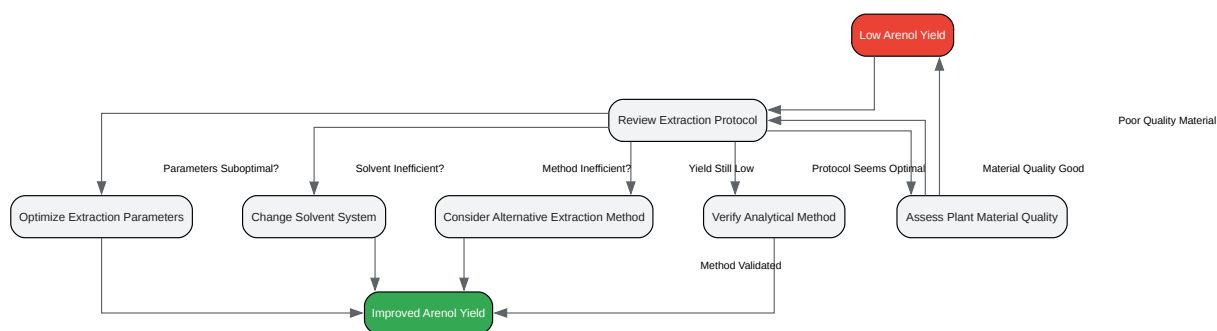 Low Arenol Yield
Review Extraction Protocol
Poor Quality Material
Parameters Suboptimal?
Solvent Inefficient?
Method Inefficient?
Yield Still Low
Protocol Seems Optimal
Material Quality Good
Optimize Extraction Parameters
Change Solvent System
Consider Alternative Extraction Method
Verify Analytical Method
Assess Plant Material Quality
Method Validated
Improved Arenol Yield